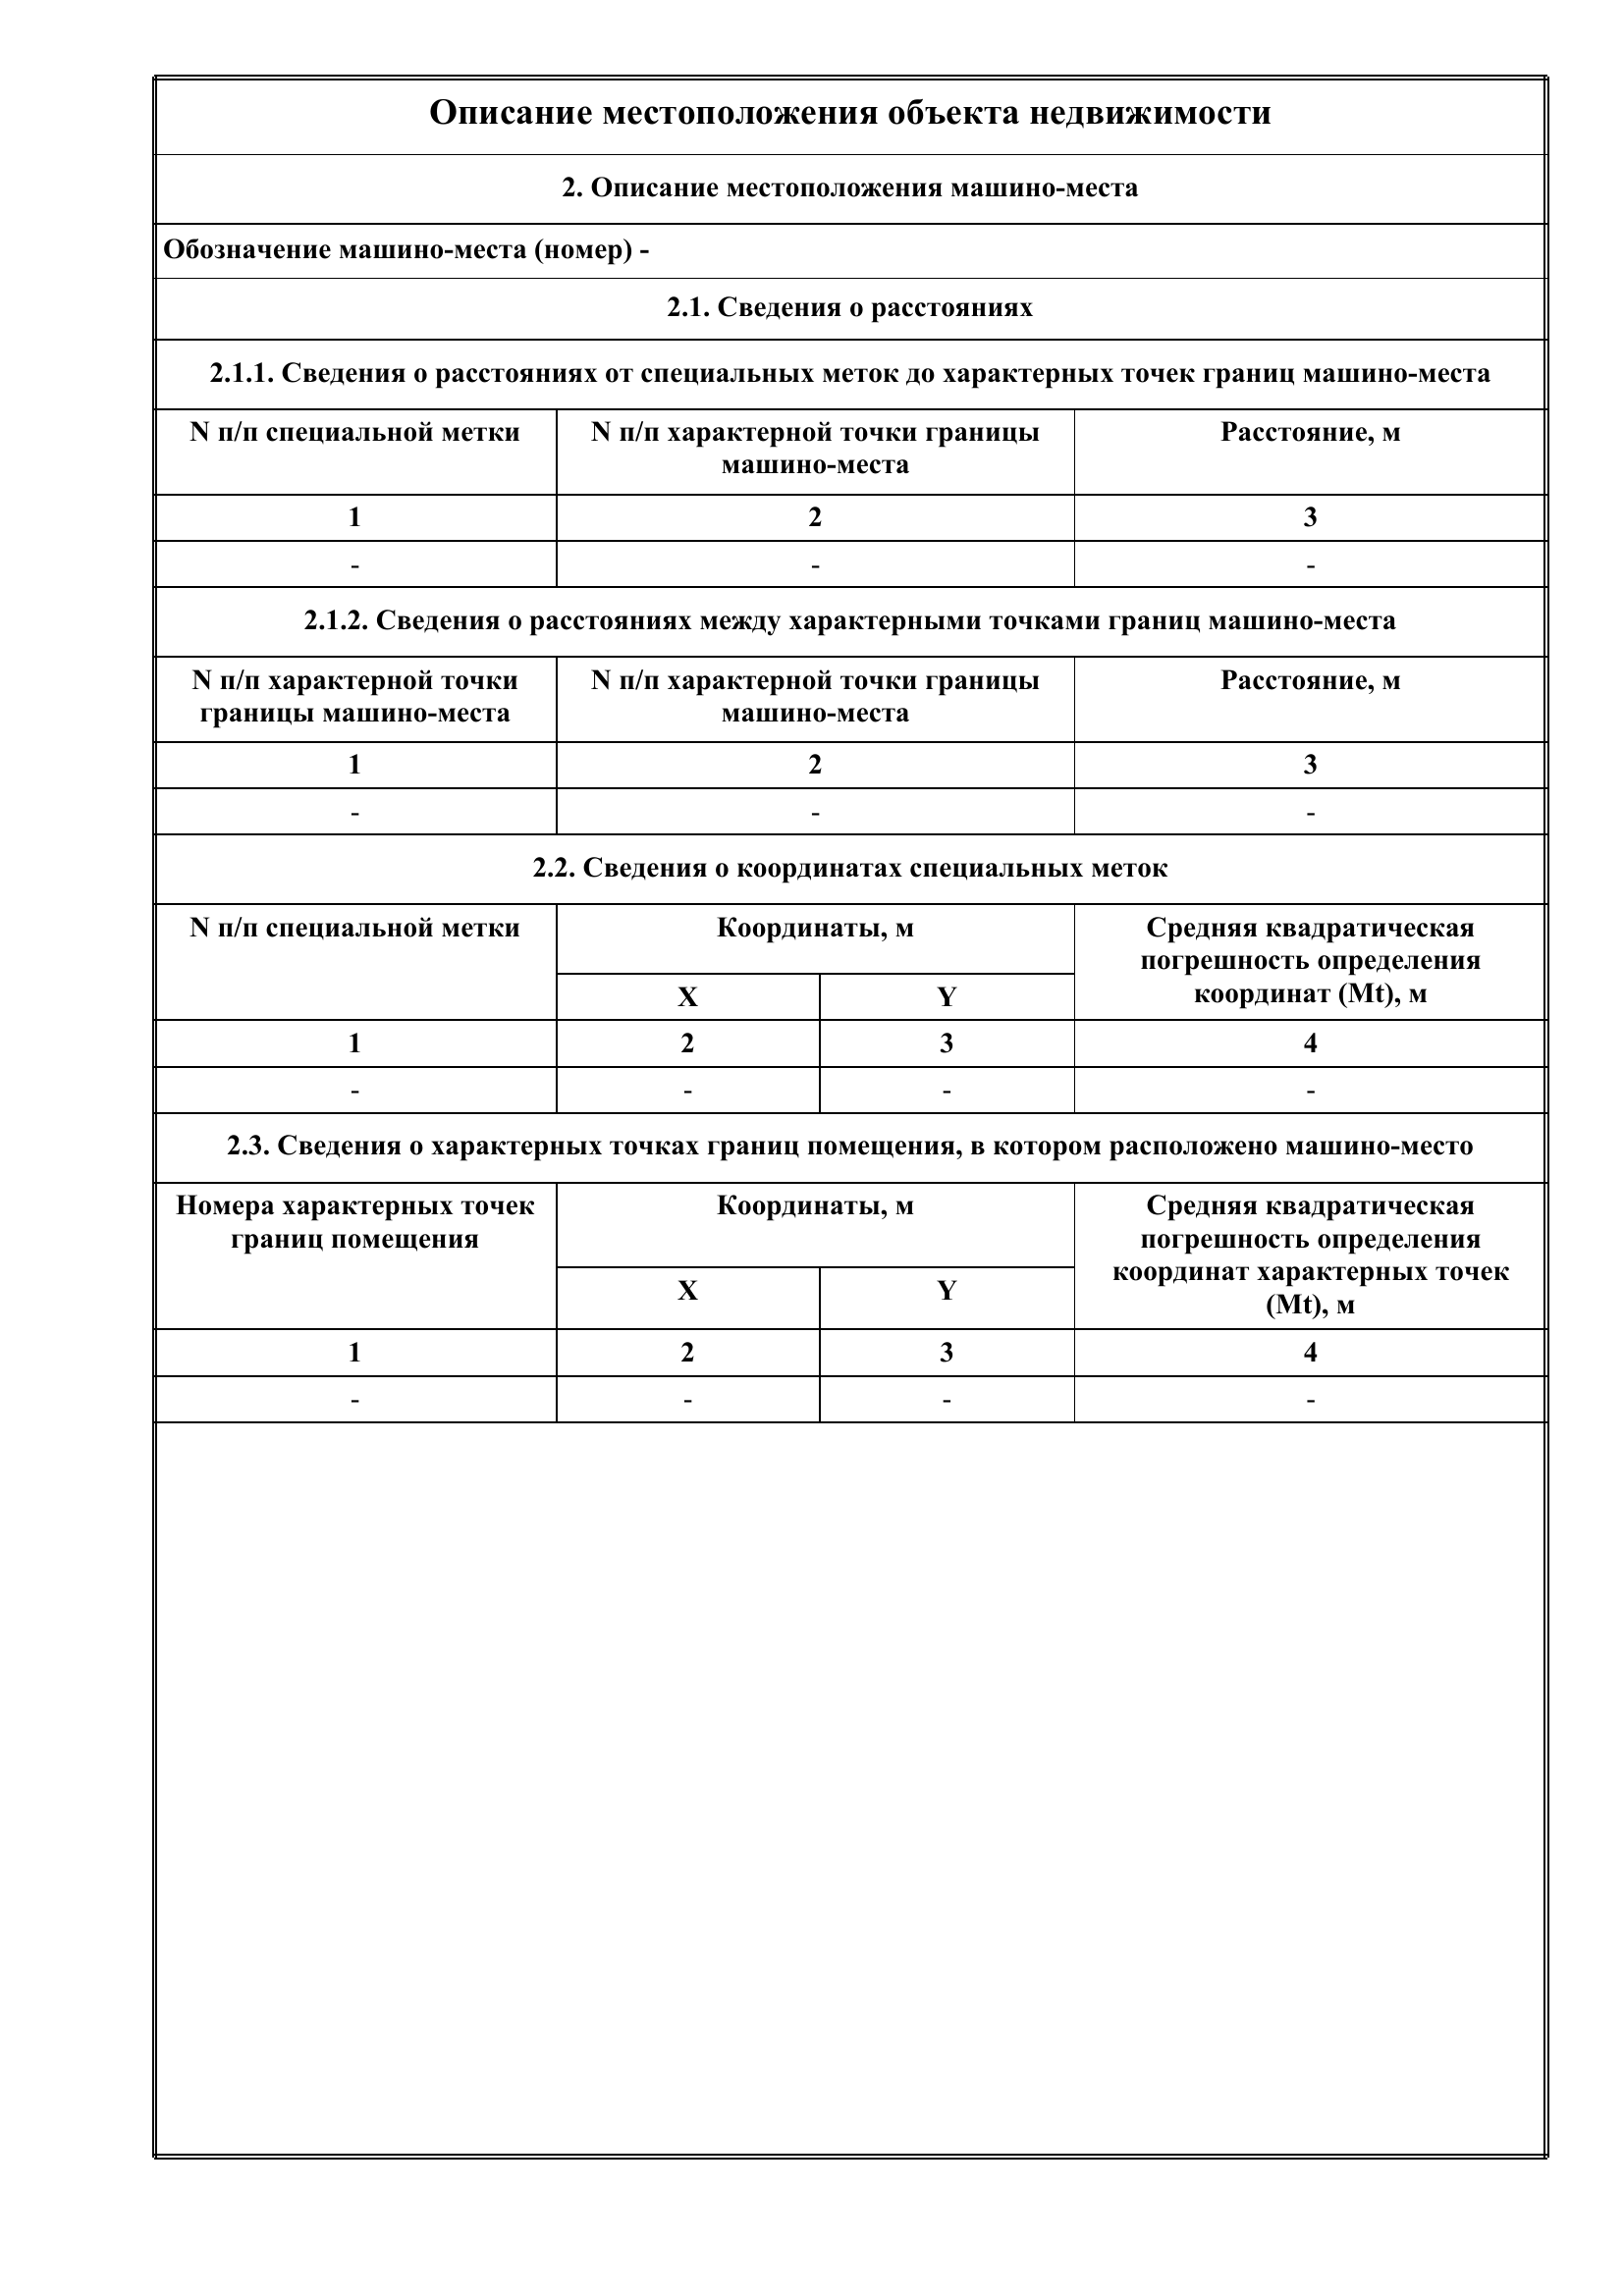 Описание местоположения объекта недвижимости
2. Описание местоположения машино-места
Обозначение машино-места (номер) -
2.1. Сведения о расстояниях
2.1.1. Сведения о расстояниях от специальных меток до характерных точек границ машино-места
N п/п специальной метки
N п/п характерной точки границы
машино-места
Расстояние, м
1
2
3
-
-
-
2.1.2. Сведения о расстояниях между характерными точками границ машино-места
N п/п характерной точки
границы машино-места
N п/п характерной точки границы
машино-места
Расстояние, м
1
2
3
-
-
-
2.2. Сведения о координатах специальных меток
N п/п специальной метки
Координаты, м
Средняя квадратическая
погрешность определения
координат (Mt), м
X
Y
1
2
3
4
-
-
-
-
2.3. Сведения о характерных точках границ помещения, в котором расположено машино-место
Номера характерных точек
границ помещения
Координаты, м
Средняя квадратическая
погрешность определения
координат характерных точек
(Mt), м
X
Y
1
2
3
4
-
-
-
-